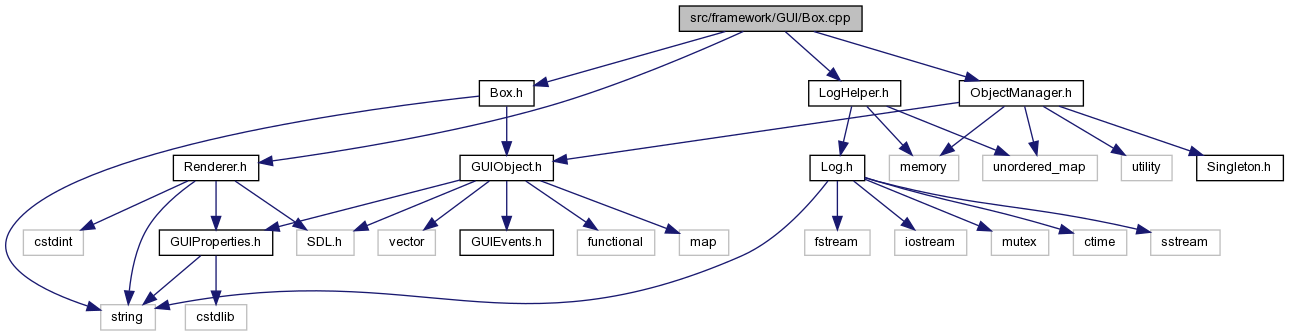 src/framework/GUI/Box.cpp
Box.h
LogHelper.h
ObjectManager.h
Renderer.h
GUIObject.h
Log.h
memory
unordered_map
utility
Singleton.h
cstdint
GUIProperties.h
SDL.h
vector
GUIEvents.h
functional
map
fstream
iostream
mutex
ctime
sstream
string
cstdlib